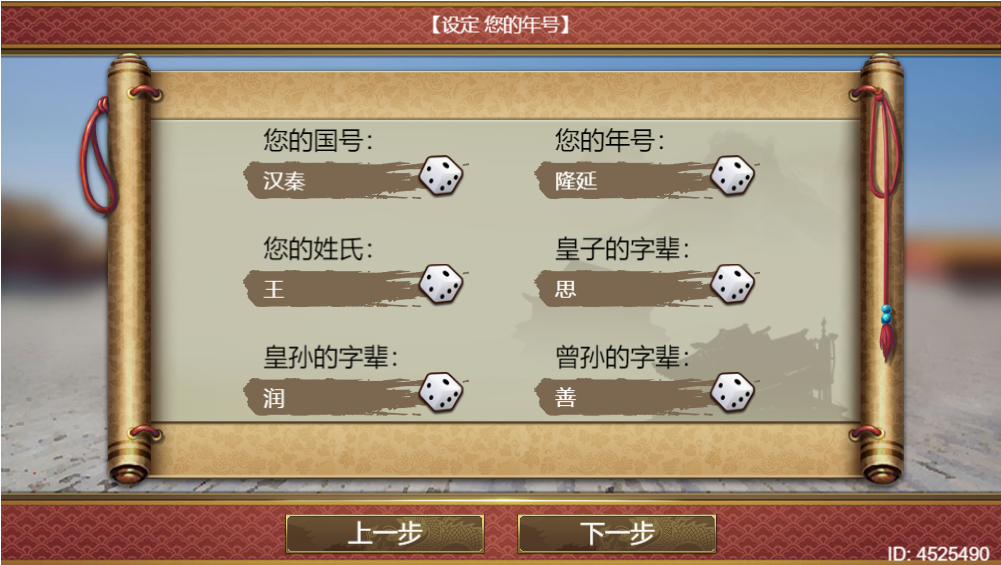 【设定 您的年号】
您的国号：
您的年号：
汉秦
隆延
您的姓氏：
皇子的字辈：
王
思
皇孙的字辈：
曾孙的字辈：
润
善
上一步
下一步
ID: 4525490